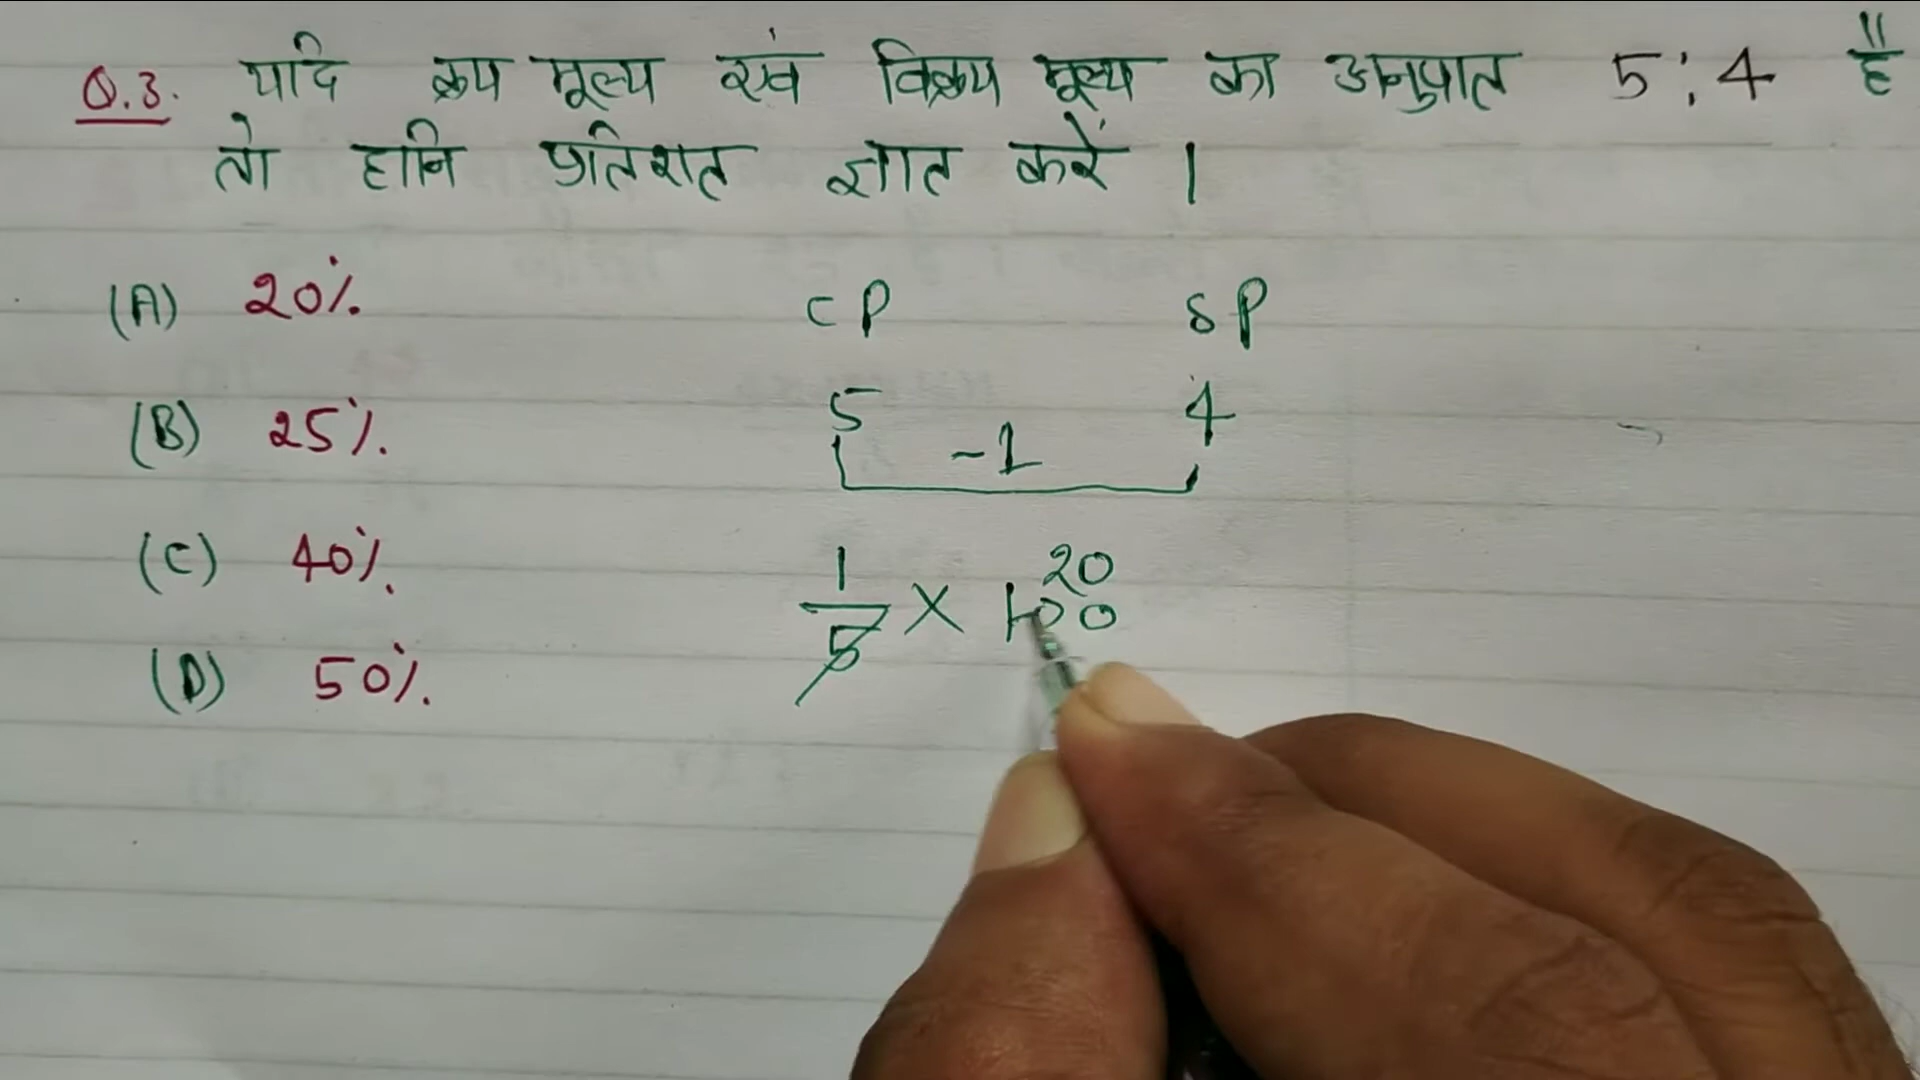 Q.3. यदि क्रय मूल्य एवं विक्रय मूल्य का अनुपात 5:4 है
तो हानि प्रतिशत ज्ञात करें ।
(A) 20%
(B) 25%
(C) 40%
(D) 50%
CP SP
5 4
-1
20
1/5 × 100